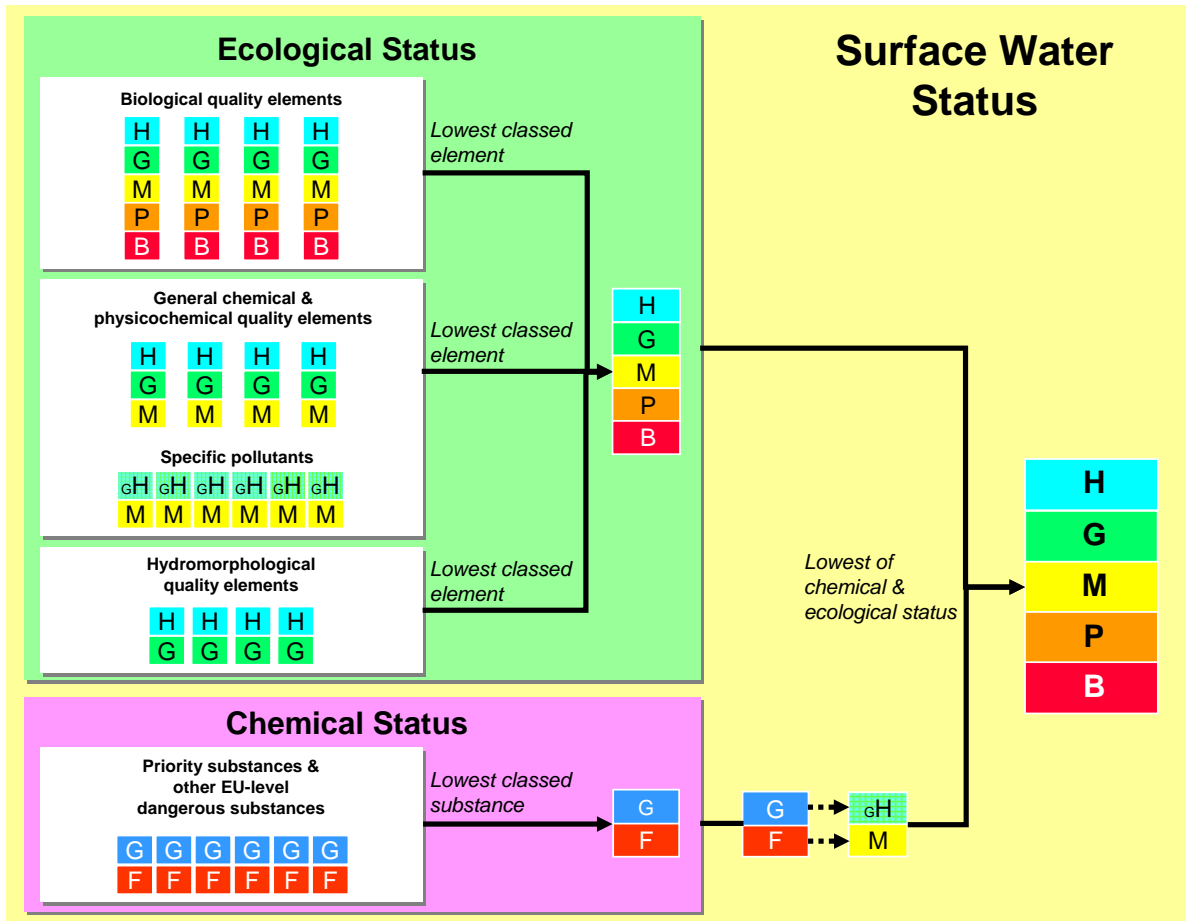 Ecological Status
Surface Water
Status
Biological quality elements
H H H H
G G G G
M M M M
P P P P
B B B B
Lowest classed
element
General chemical &
physicochemical quality elements
H H H H
G G G G
M M M M
Lowest classed
element
Specific pollutants
GH GH GH GH GH GH
M M M M M M
Hydromorphological
quality elements
H H H H
G G G G
Lowest classed
element
H
G
M
P
B
Lowest of
chemical &
ecological status
H
G
M
P
B
Chemical Status
Priority substances &
other EU-level
dangerous substances
G G G G G G
F F F F F F
Lowest classed
substance
G
F
G
F
GH
M